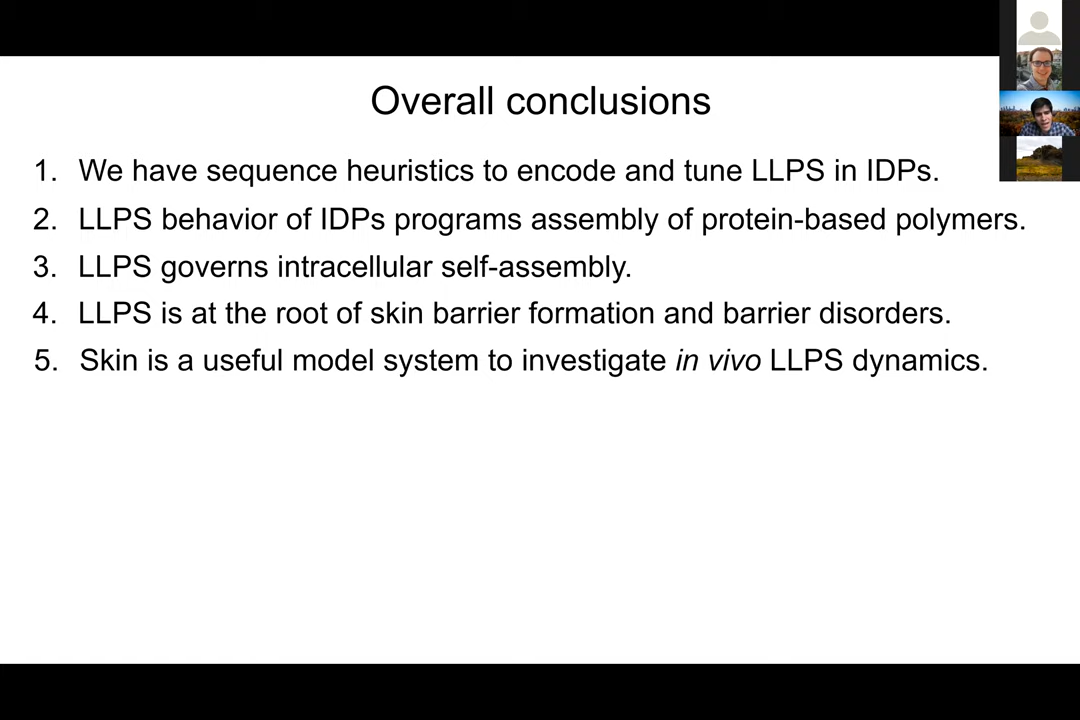 Overall conclusions
1. We have sequence heuristics to encode and tune LLPS in IDPs.
2. LLPS behavior of IDPs programs assembly of protein-based polymers.
3. LLPS governs intracellular self-assembly.
4. LLPS is at the root of skin barrier formation and barrier disorders.
5. Skin is a useful model system to investigate in vivo LLPS dynamics.